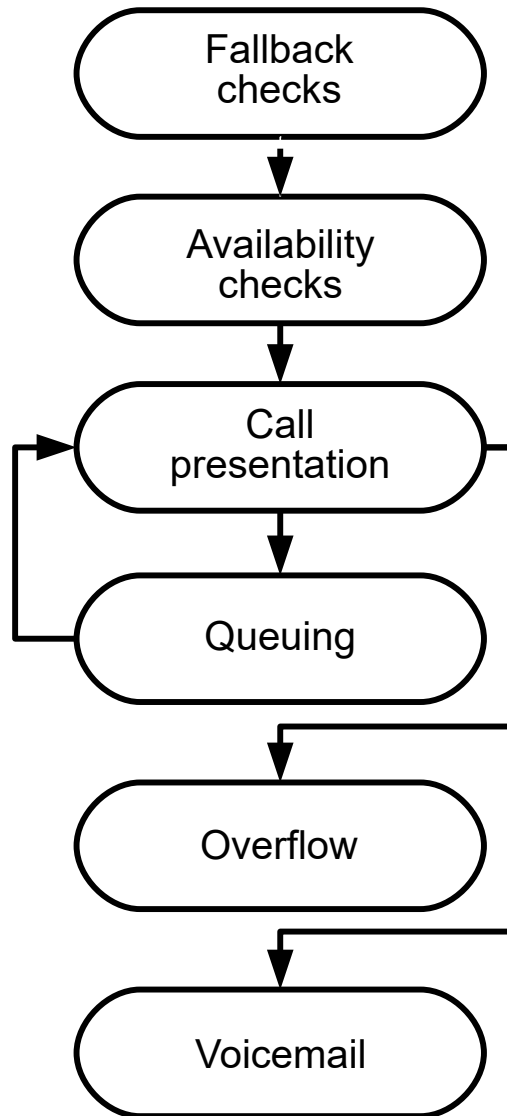 Fallback
checks
Availability
checks
Call
presentation
Queuing
Overflow
Voicemail